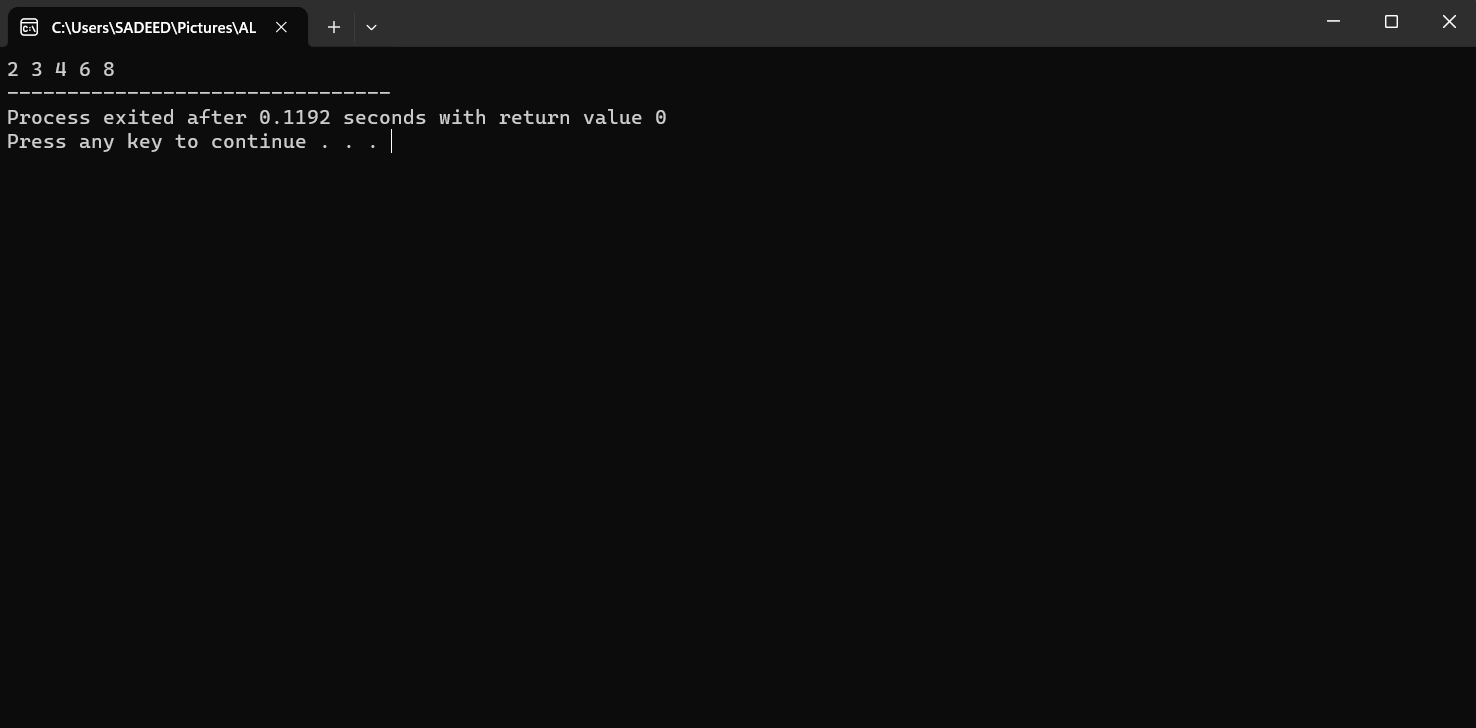 C:\Users\SADEED\Pictures\AL
2 3 4 6 8
--------------------------------
Process exited after 0.1192 seconds with return value 0
Press any key to continue . . .